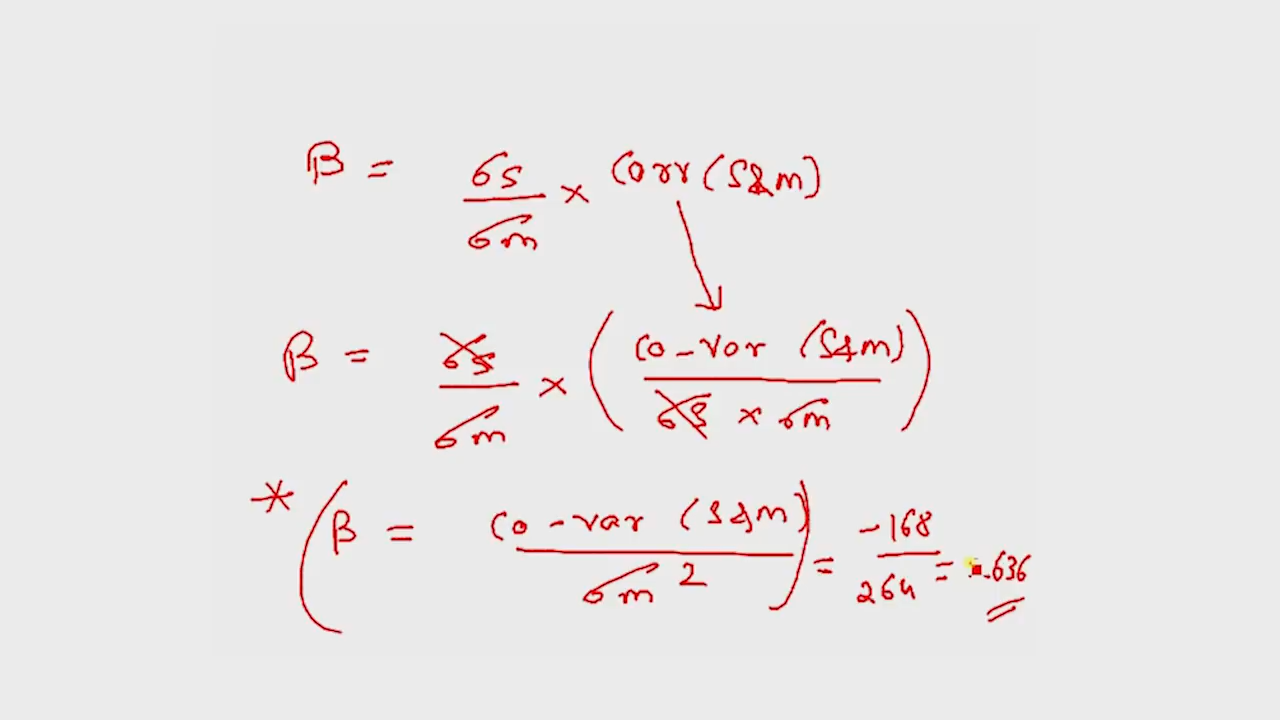 β = σs / σm × Corr (S&m)
β = σs / σm × ( Co-var (S&m) / σs × σm )
* ( β = Co-var (S&m) / σm² ) = -168 / 264 = -.636